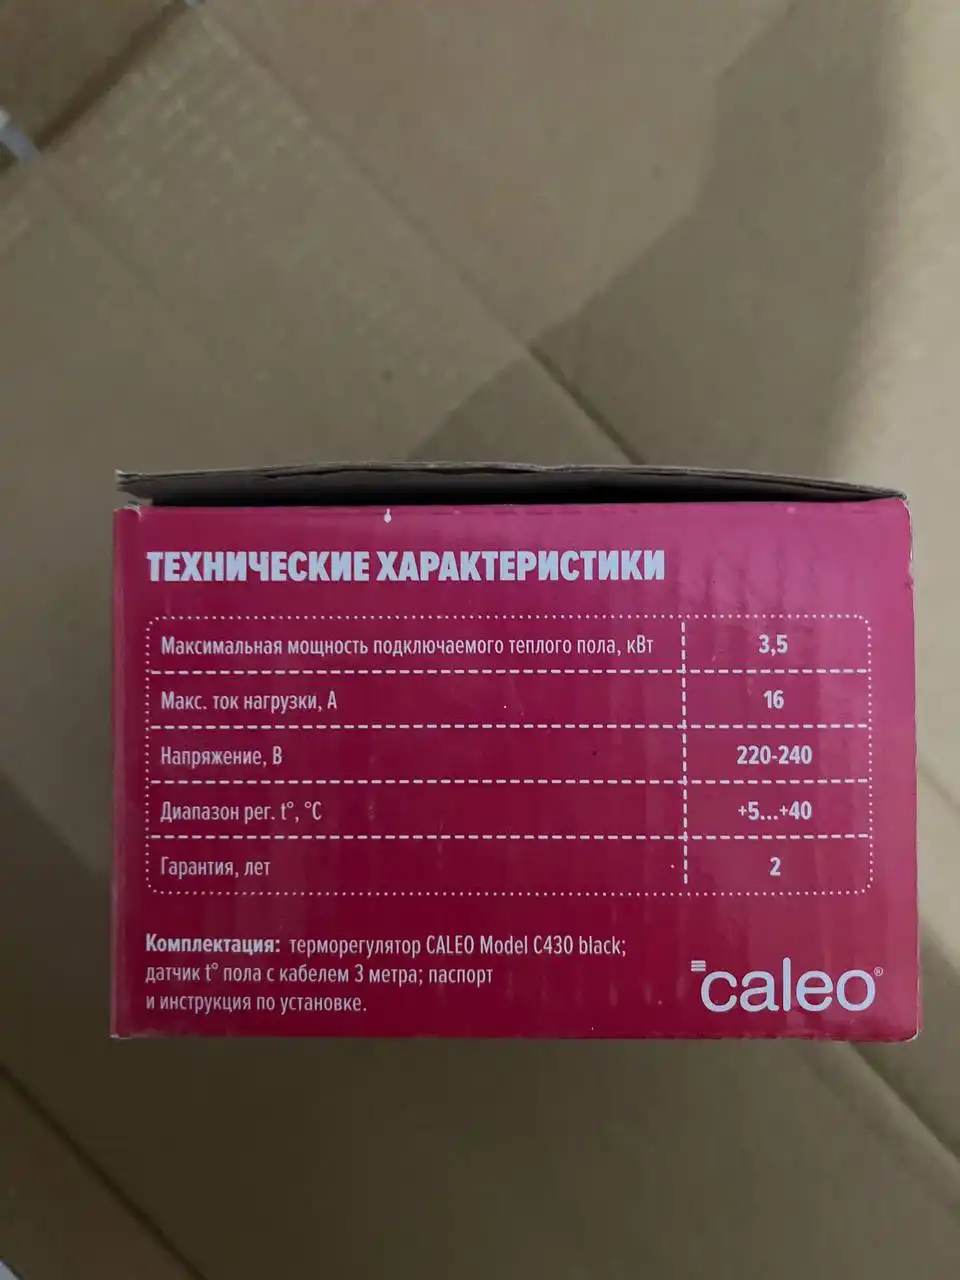 ТЕХНИЧЕСКИЕ ХАРАКТЕРИСТИКИ
Максимальная мощность подключаемого теплого пола, кВт 3,5
Макс. ток нагрузки, А 16
Напряжение, В 220-240
Диапазон рег. t°, °C +5...+40
Гарантия, лет 2
Комплектация: терморегулятор CALEO Model C430 black;
датчик t° пола с кабелем 3 метра; паспорт
и инструкция по установке.
caleo®